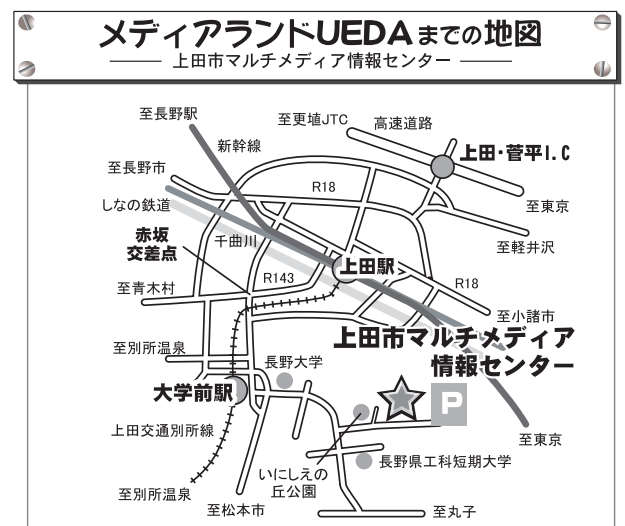 メディアランドUEDAまでの地図
上田市マルチメディア情報センター
至長野駅
至更埴JTC
高速道路
新幹線
上田・菅平I.C
至長野市
R18
しなの鉄道
至東京
赤坂
交差点
千曲川
至軽井沢
上田駅
R143
R18
至青木村
至小諸市
上田市マルチメディア
情報センター
至別所温泉
長野大学
大学前駅
P
上田交通別所線
至東京
長野県工科短期大学
いにしえの
丘公園
至別所温泉
至松本市
至丸子